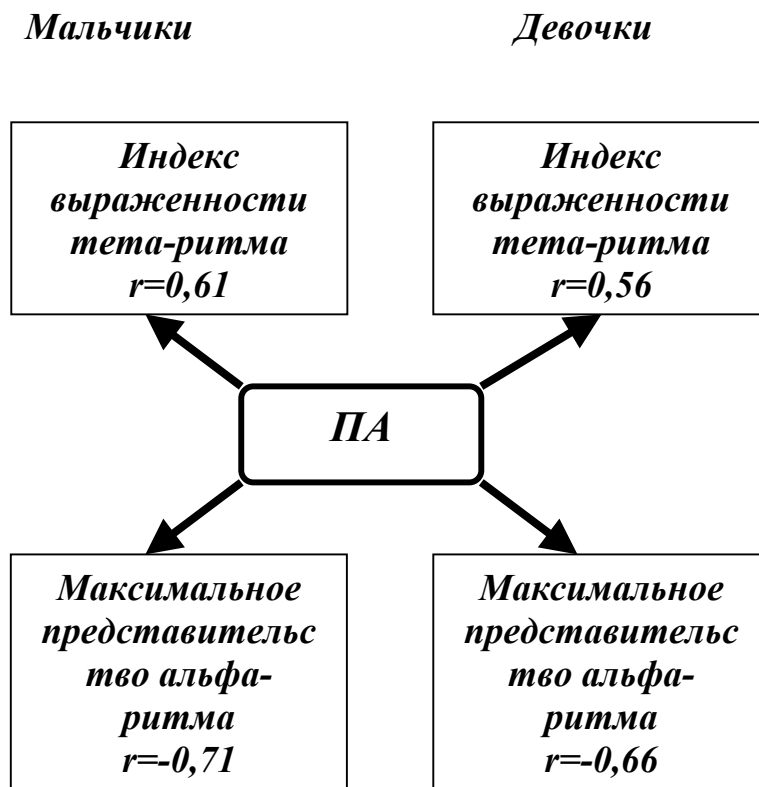 Мальчики
Девочки
Индекс
выраженности
тета-ритма
r=0,61
Индекс
выраженности
тета-ритма
r=0,56
ПА
Максимальное
представительс
тво альфа-
ритма
r=-0,71
Максимальное
представительс
тво альфа-
ритма
r=-0,66